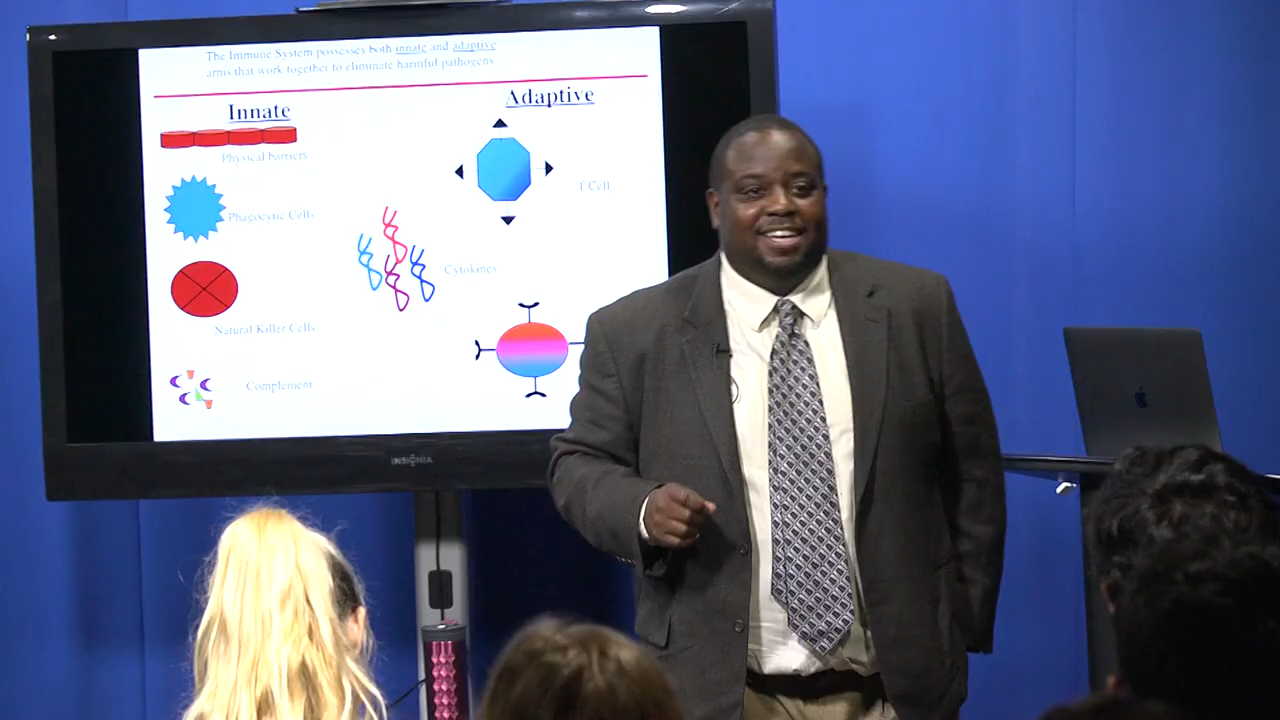 The Immune System possesses both innate and adaptive
arms that work together to eliminate harmful pathogens
Innate
Adaptive
Physical barriers
T Cell
Phagocytic Cells
Cytokines
Natural Killer Cells
Complement
INSIGNIA